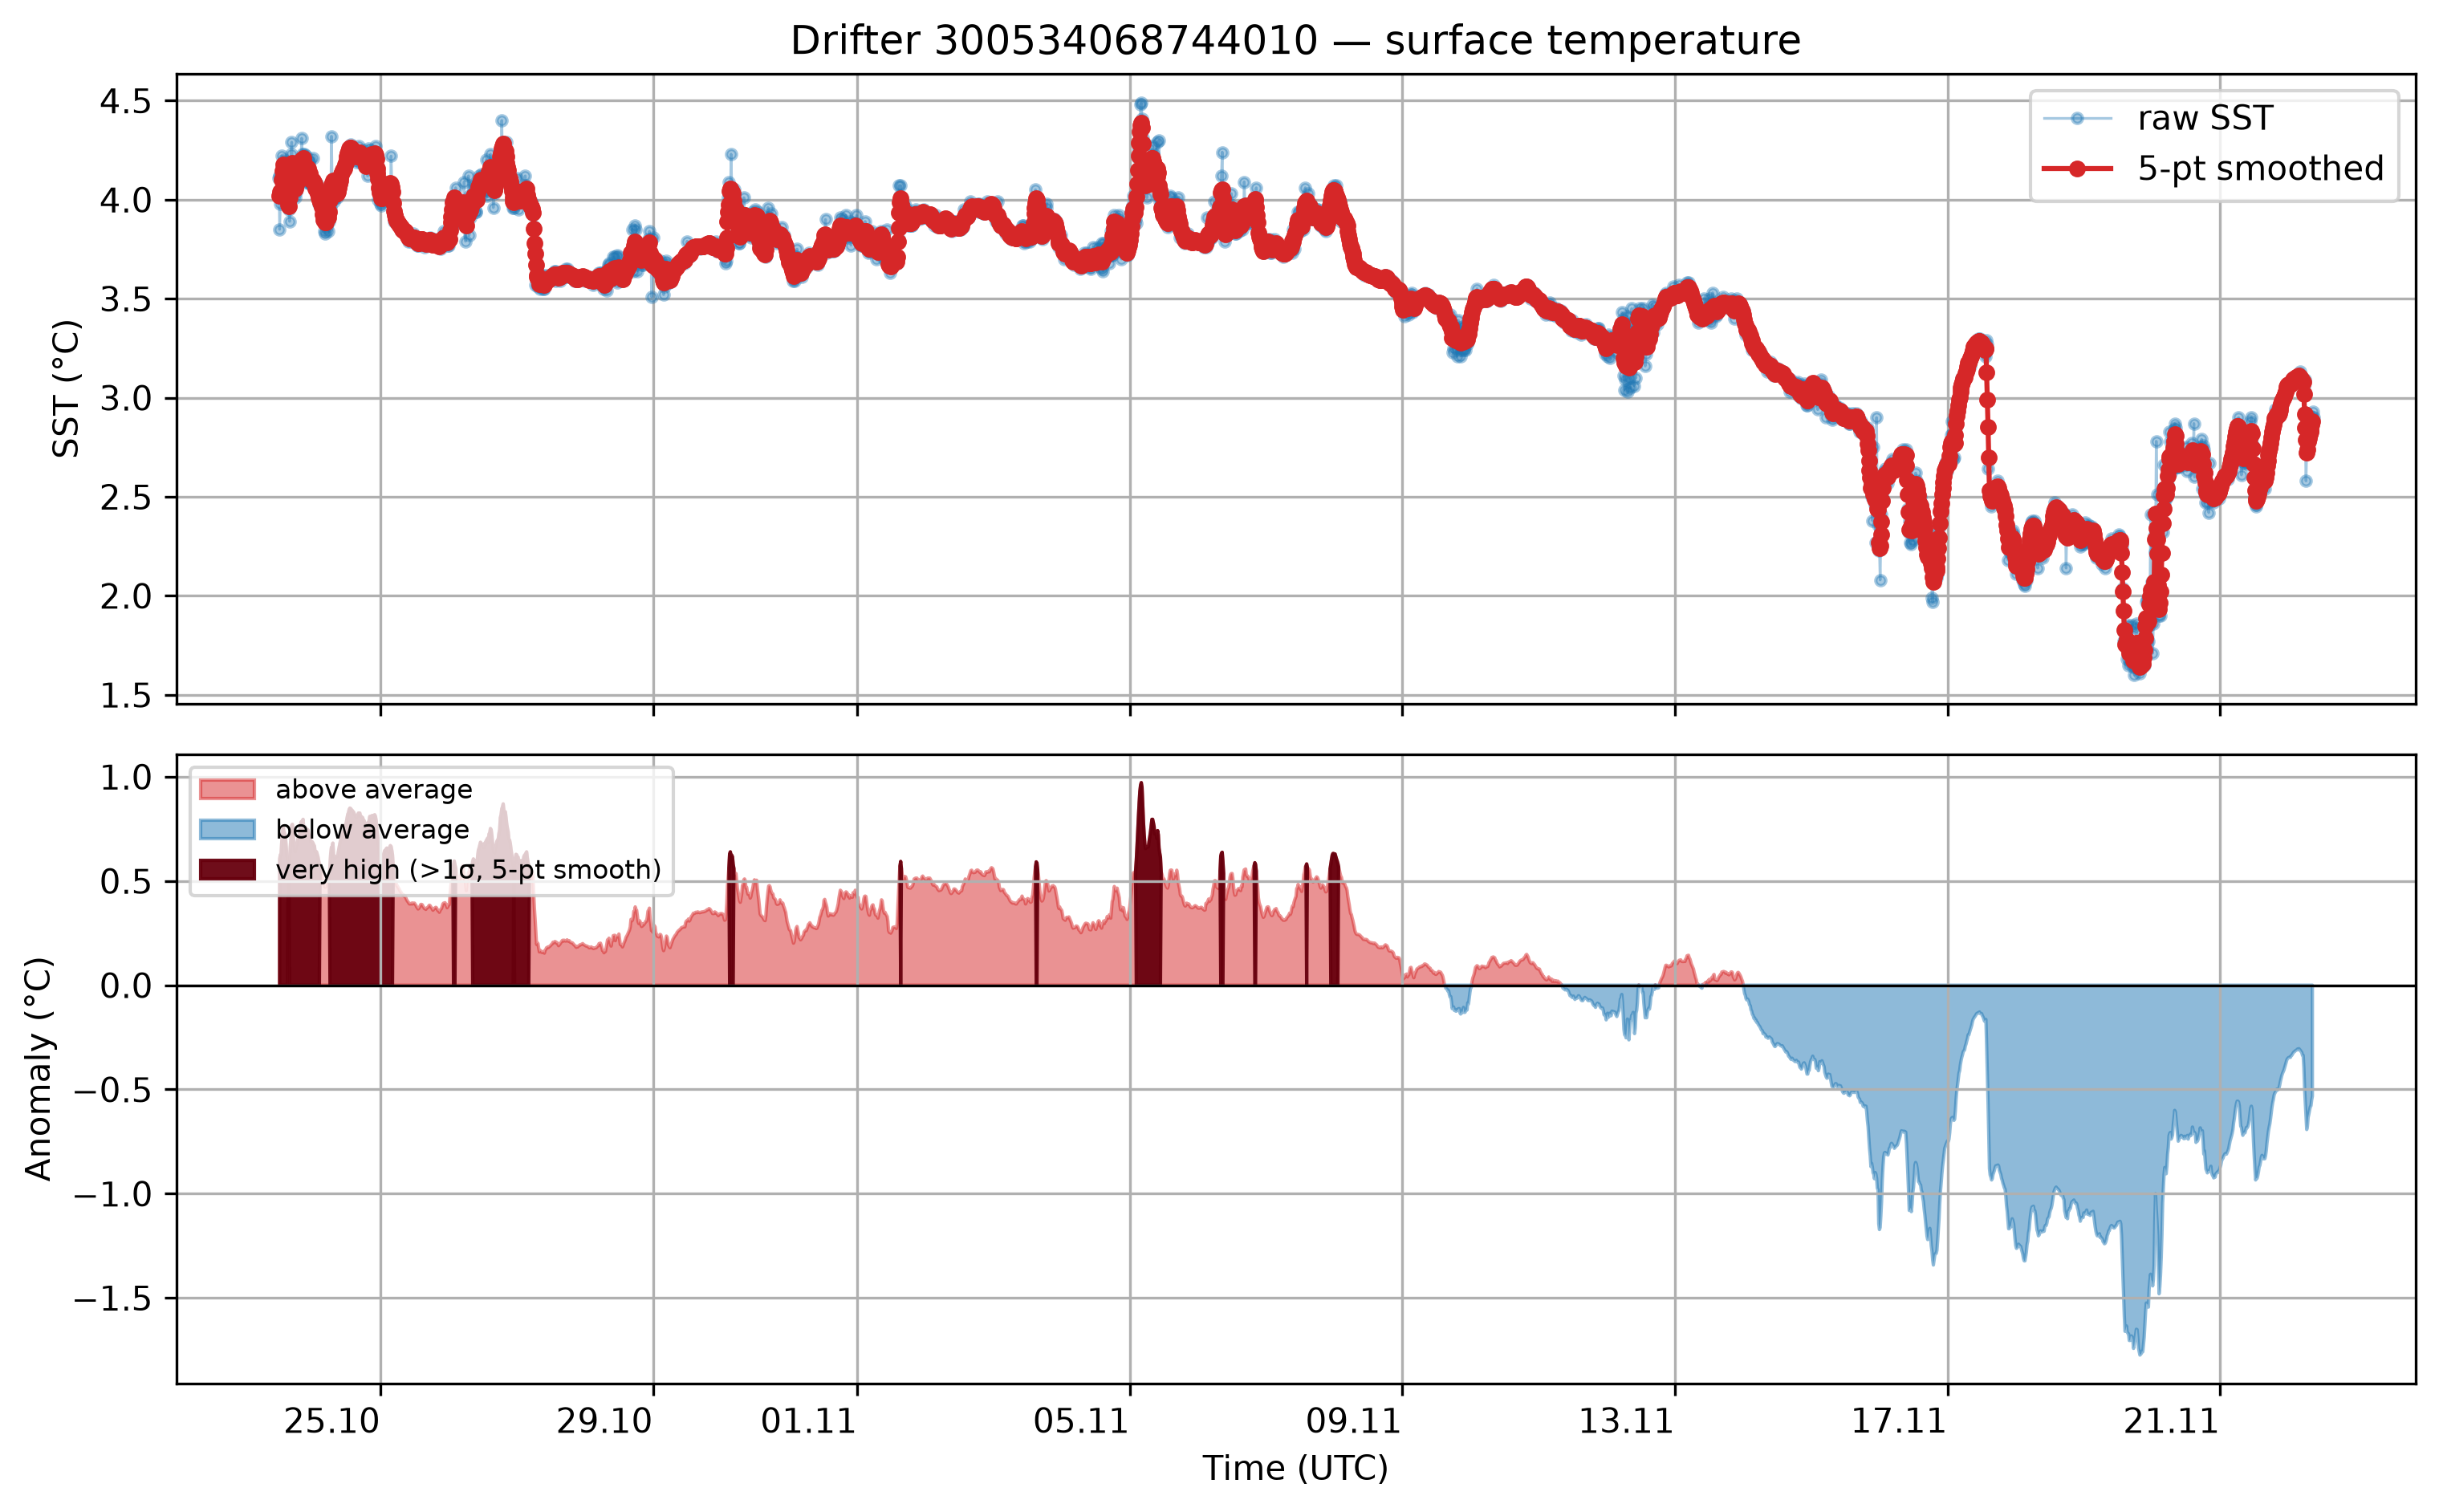 Drifter 300534068744010 — surface temperature
4.5
4.0
3.5
3.0
2.5
2.0
1.5
SST (°C)
raw SST
5-pt smoothed
1.0
0.5
0.0
−0.5
−1.0
−1.5
Anomaly (°C)
above average
below average
very high (>1σ, 5-pt smooth)
25.10 29.10 01.11 05.11 09.11 13.11 17.11 21.11
Time (UTC)